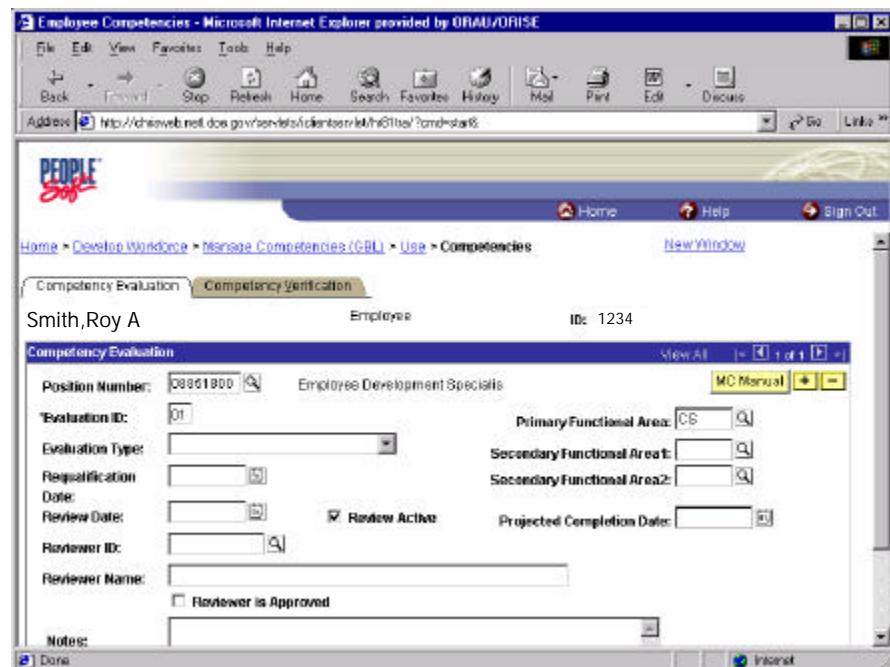 Employee Competencies - Microsoft Internet Explorer provided by ORAU/ORISE
File Edit View Favorites Tools Help
Back Forward Stop Refresh Home Search Favorites History Mail Print Edit Discuss
Address Go Links »
PEOPLE
Soft
Home Help Sign Out
Home > Develop Workforce > Manage Competencies (GBL) > Use > Competencies New Window
Competency Evaluation Competency Verification
Smith,Roy A Employee ID: 1234
Competency Evaluation View All 1 of 1
Position Number: 08851800 Employee Development Specialis MC Manual + -
*Evaluation ID: 01 Primary Functional Area: CG
Evaluation Type: Secondary Functional Area1:
Requalification Date: Secondary Functional Area2:
Review Date: Review Active Projected Completion Date:
Reviewer ID:
Reviewer Name:
Reviewer is Approved
Notes:
Done Internet